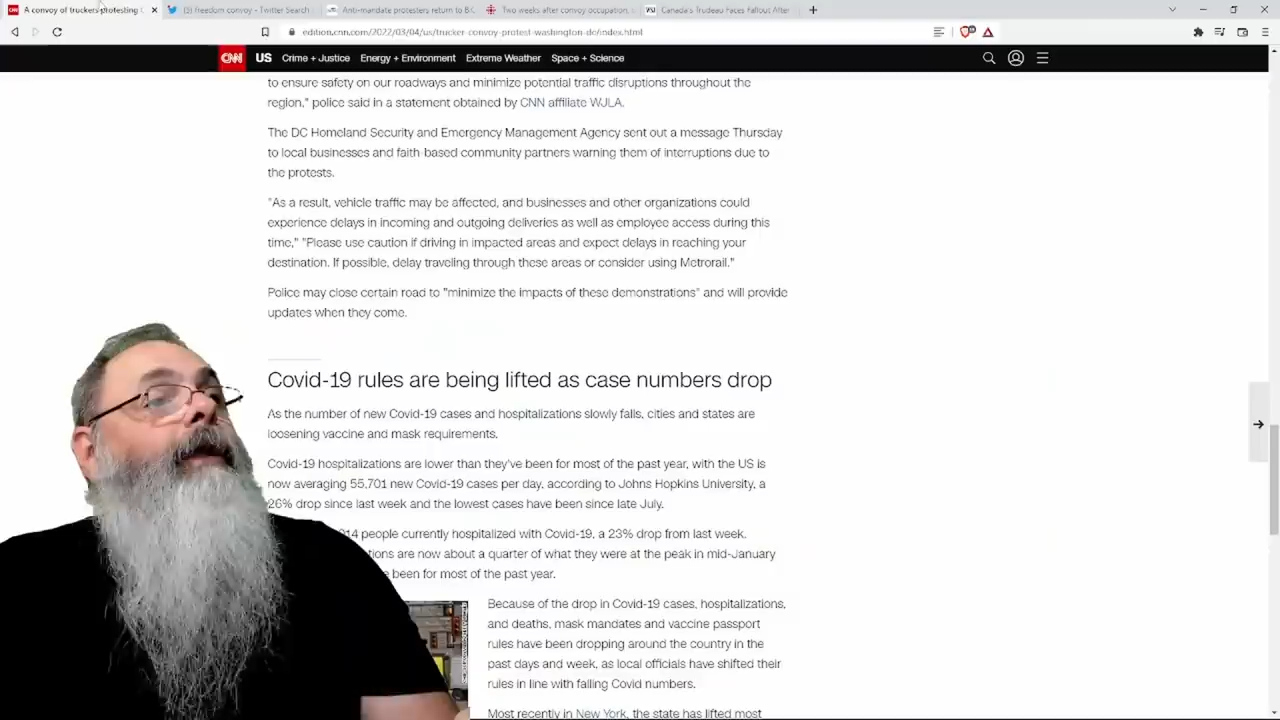 A convoy of truckers protesting
(5) freedom convoy - Twitter Search
Anti-mandate protesters return to B.C.
Two weeks after convoy occupation,
Canada's Trudeau Faces Fallout After
edition.cnn.com/2022/03/04/us/trucker-convoy-protest-washington-dc/index.html
CNN US Crime + Justice Energy + Environment Extreme Weather Space + Science
to ensure safety on our roadways and minimize potential traffic disruptions throughout the
region," police said in a statement obtained by CNN affiliate WJLA.
The DC Homeland Security and Emergency Management Agency sent out a message Thursday
to local businesses and faith-based community partners warning them of interruptions due to
the protests.
"As a result, vehicle traffic may be affected, and businesses and other organizations could
experience delays in incoming and outgoing deliveries as well as employee access during this
time," "Please use caution if driving in impacted areas and expect delays in reaching your
destination. If possible, delay traveling through these areas or consider using Metrorail."
Police may close certain road to "minimize the impacts of these demonstrations" and will provide
updates when they come.
Covid-19 rules are being lifted as case numbers drop
As the number of new Covid-19 cases and hospitalizations slowly falls, cities and states are
loosening vaccine and mask requirements.
Covid-19 hospitalizations are lower than they've been for most of the past year, with the US is
now averaging 55,701 new Covid-19 cases per day, according to Johns Hopkins University, a
26% drop since last week and the lowest cases have been since late July.
14 people currently hospitalized with Covid-19, a 23% drop from last week.
tions are now about a quarter of what they were at the peak in mid-January
been for most of the past year.
Because of the drop in Covid-19 cases, hospitalizations,
and deaths, mask mandates and vaccine passport
rules have been dropping around the country in the
past days and week, as local officials have shifted their
rules in line with falling Covid numbers.
Most recently in New York, the state has lifted most